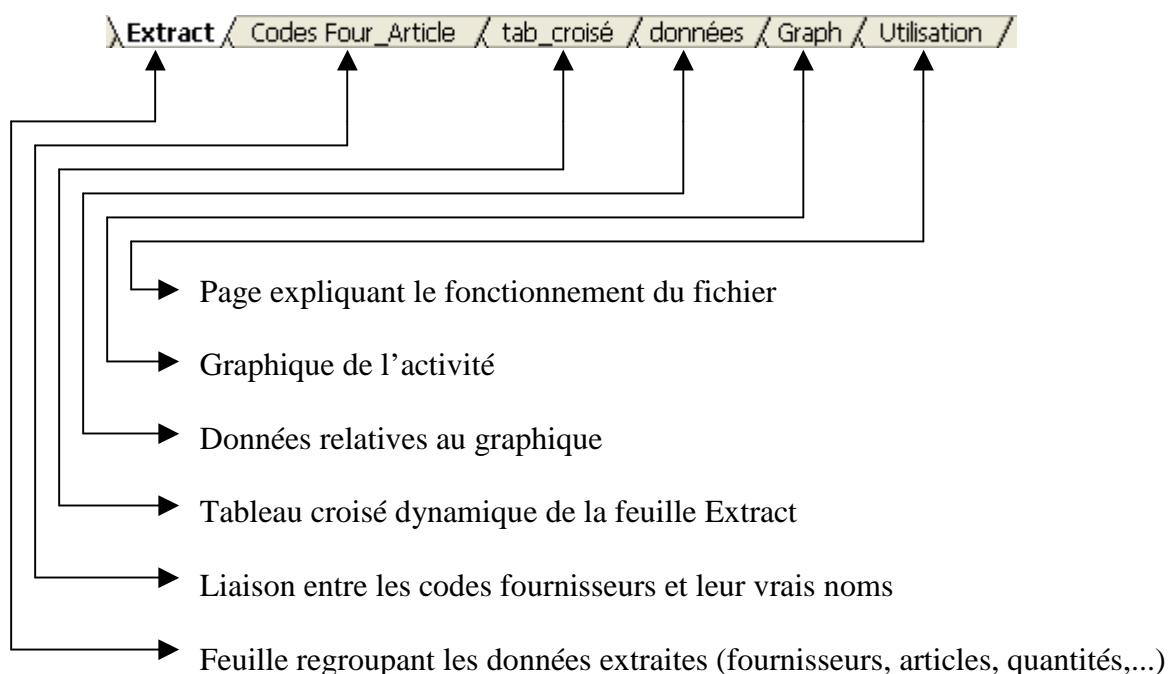 Extract Codes Four_Article tab_croisé données Graph Utilisation
Page expliquant le fonctionnement du fichier
Graphique de l’activité
Données relatives au graphique
Tableau croisé dynamique de la feuille Extract
Liaison entre les codes fournisseurs et leur vrais noms
Feuille regroupant les données extraites (fournisseurs, articles, quantités,...)